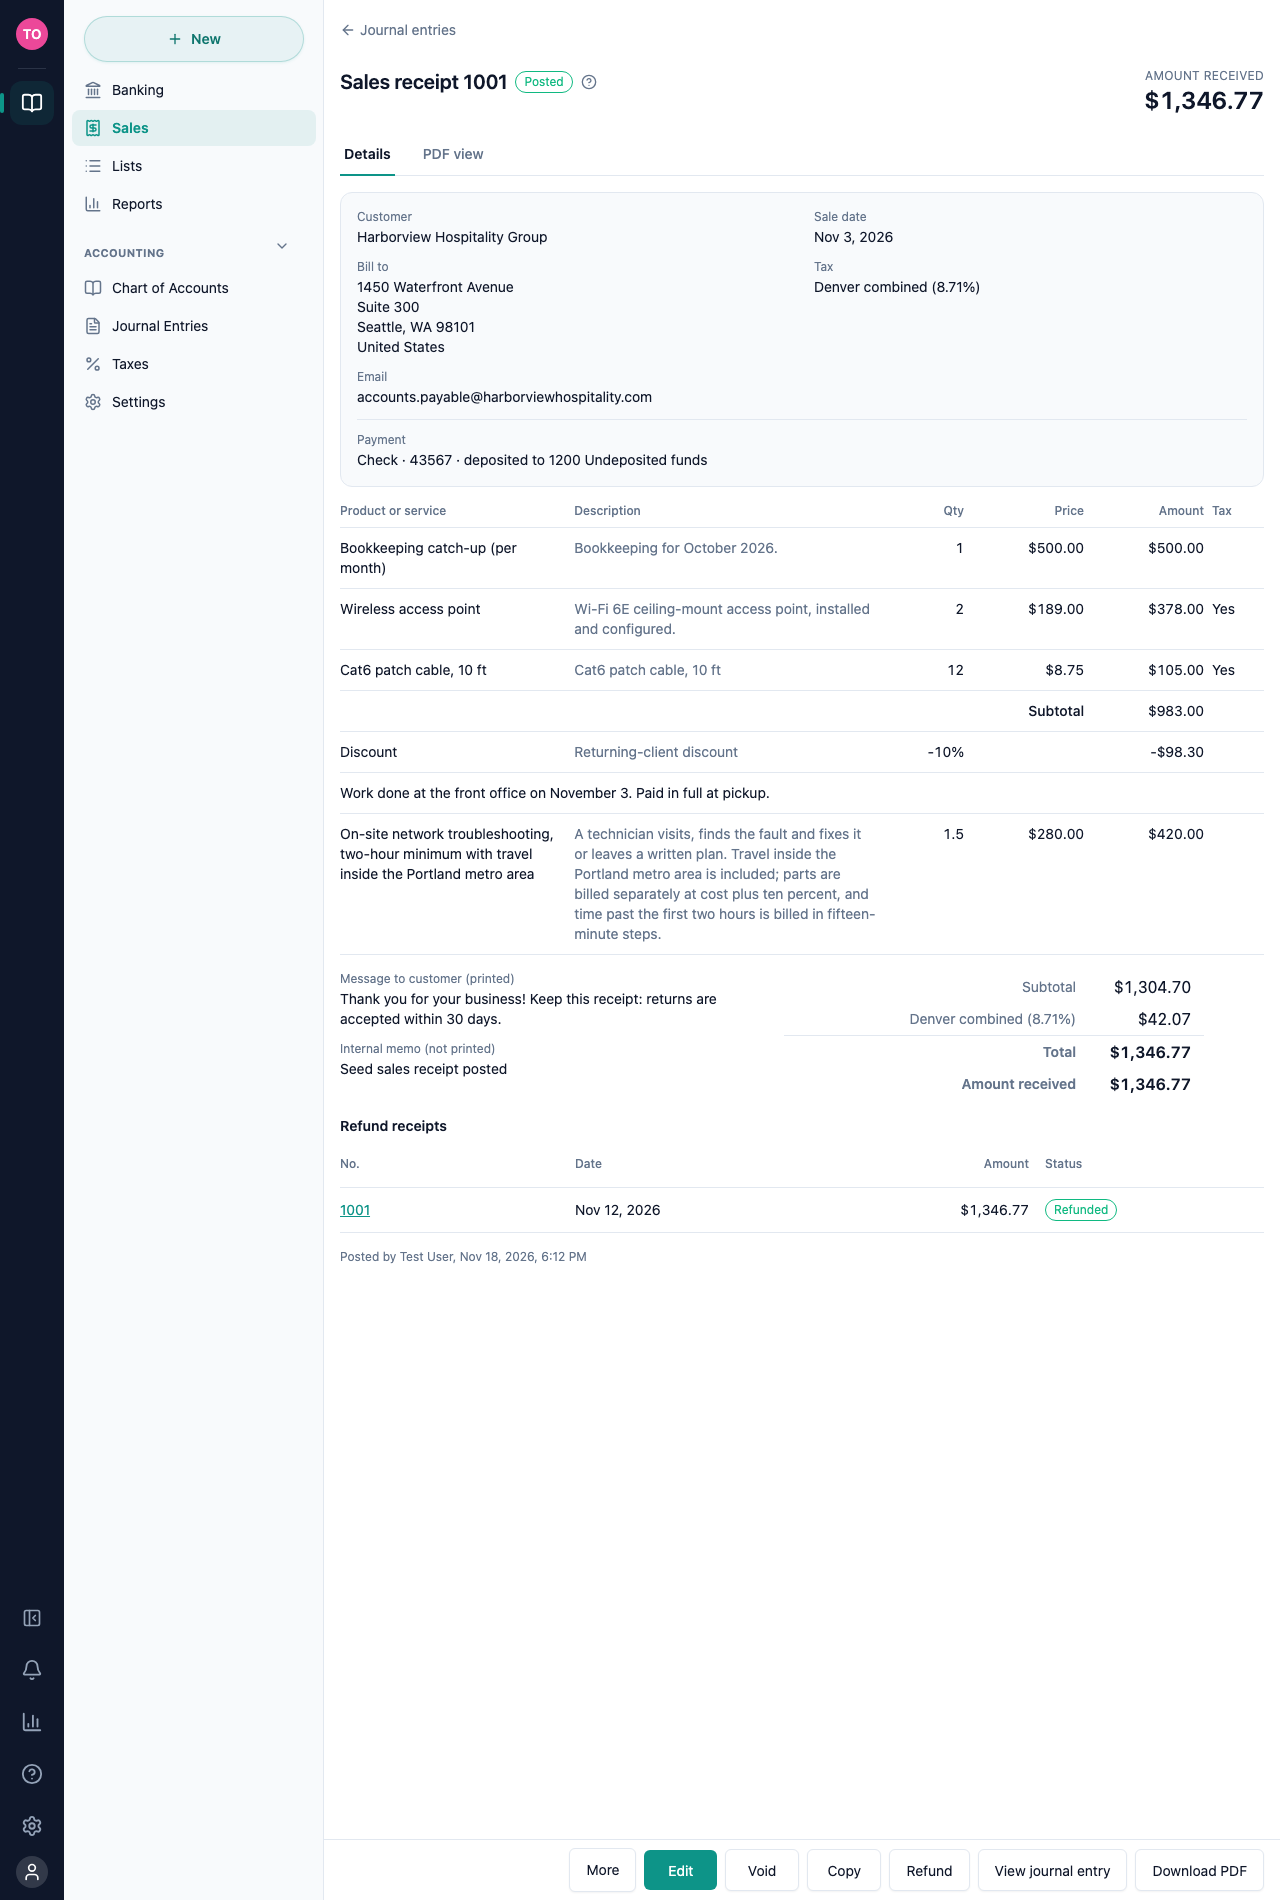 TO
New
Banking
Sales
Lists
Reports
ACCOUNTING
Chart of Accounts
Journal Entries
Taxes
Settings
Journal entries
Sales receipt 1001
Posted
AMOUNT RECEIVED
$1,346.77
Details PDF view
Customer
Harborview Hospitality Group
Sale date
Nov 3, 2026
Bill to
1450 Waterfront Avenue
Suite 300
Seattle, WA 98101
United States
Tax
Denver combined (8.71%)
Email
accounts.payable@harborviewhospitality.com
Payment
Check · 43567 · deposited to 1200 Undeposited funds
Product or service Description Qty Price Amount Tax
Bookkeeping catch-up (per Bookkeeping for October 2026. 1 $500.00 $500.00
month)
Wireless access point Wi-Fi 6E ceiling-mount access point, installed 2 $189.00 $378.00 Yes
and configured.
Cat6 patch cable, 10 ft Cat6 patch cable, 10 ft 12 $8.75 $105.00 Yes
Subtotal $983.00
Discount Returning-client discount -10% -$98.30
Work done at the front office on November 3. Paid in full at pickup.
On-site network troubleshooting, A technician visits, finds the fault and fixes it 1.5 $280.00 $420.00
two-hour minimum with travel or leaves a written plan. Travel inside the
inside the Portland metro area Portland metro area is included; parts are
billed separately at cost plus ten percent, and
time past the first two hours is billed in fifteen-
minute steps.
Message to customer (printed)
Thank you for your business! Keep this receipt: returns are
accepted within 30 days.
Internal memo (not printed)
Seed sales receipt posted
Subtotal $1,304.70
Denver combined (8.71%) $42.07
Total $1,346.77
Amount received $1,346.77
Refund receipts
No. Date Amount Status
1001 Nov 12, 2026 $1,346.77 Refunded
Posted by Test User, Nov 18, 2026, 6:12 PM
More Edit Void Copy Refund View journal entry Download PDF